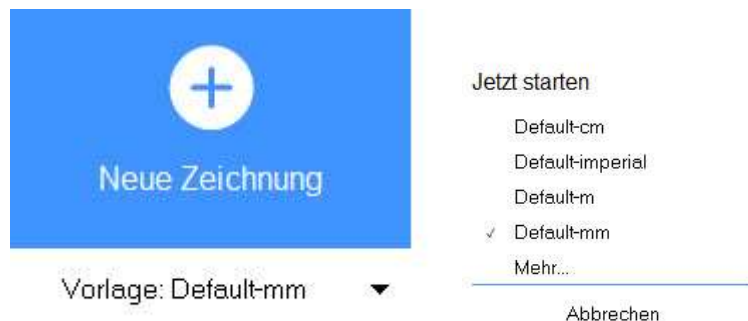 Neue Zeichnung
Vorlage: Default-mm
Jetzt starten
Default-cm
Default-imperial
Default-m
Default-mm
Mehr...
Abbrechen